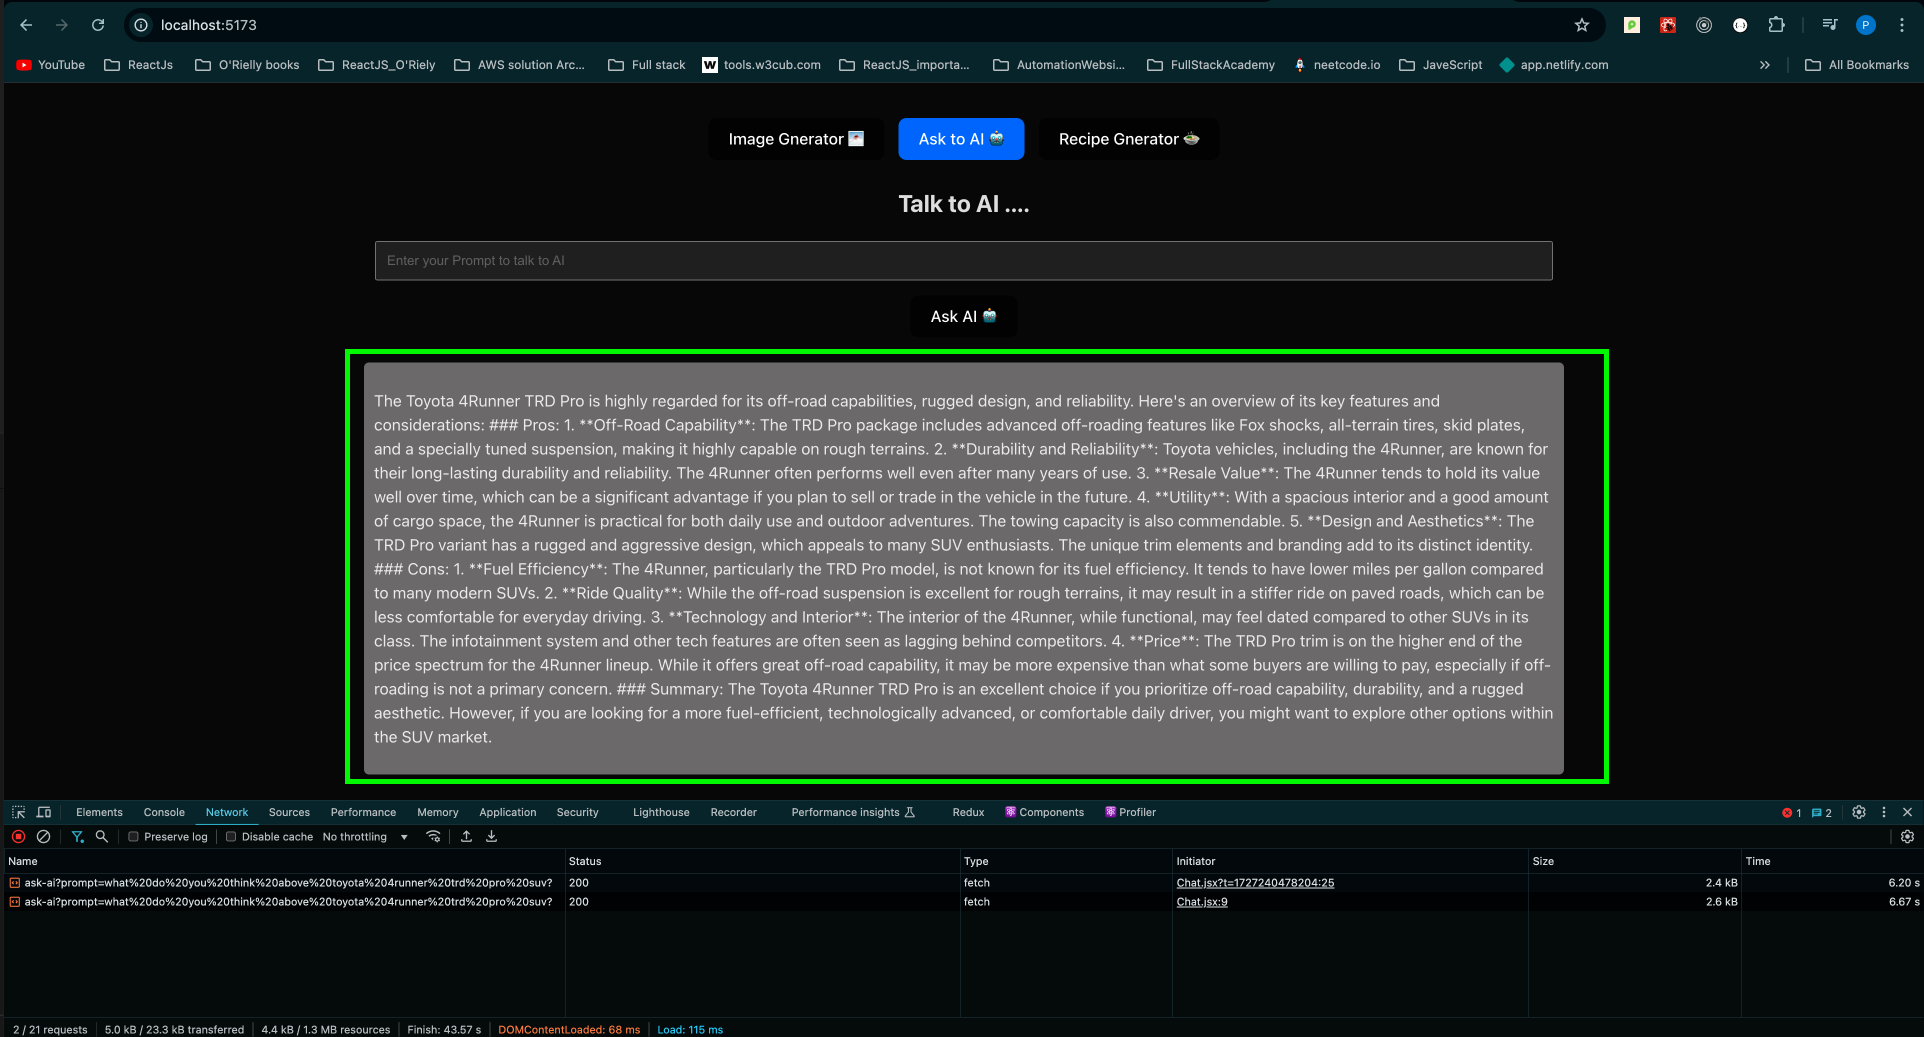 localhost:5173
P
YouTube ReactJs O'Rielly books ReactJS_O'Riely AWS solution Arc... Full stack tools.w3cub.com ReactJS_importa... AutomationWebsi... FullStackAcademy neetcode.io JaveScript app.netlify.com » All Bookmarks
Image Gnerator Ask to AI Recipe Gnerator
Talk to AI ....
Enter your Prompt to talk to AI
Ask AI
The Toyota 4Runner TRD Pro is highly regarded for its off-road capabilities, rugged design, and reliability. Here's an overview of its key features and
considerations: ### Pros: 1. **Off-Road Capability**: The TRD Pro package includes advanced off-roading features like Fox shocks, all-terrain tires, skid plates,
and a specially tuned suspension, making it highly capable on rough terrains. 2. **Durability and Reliability**: Toyota vehicles, including the 4Runner, are known for
their long-lasting durability and reliability. The 4Runner often performs well even after many years of use. 3. **Resale Value**: The 4Runner tends to hold its value
well over time, which can be a significant advantage if you plan to sell or trade in the vehicle in the future. 4. **Utility**: With a spacious interior and a good amount
of cargo space, the 4Runner is practical for both daily use and outdoor adventures. The towing capacity is also commendable. 5. **Design and Aesthetics**: The
TRD Pro variant has a rugged and aggressive design, which appeals to many SUV enthusiasts. The unique trim elements and branding add to its distinct identity.
### Cons: 1. **Fuel Efficiency**: The 4Runner, particularly the TRD Pro model, is not known for its fuel efficiency. It tends to have lower miles per gallon compared
to many modern SUVs. 2. **Ride Quality**: While the off-road suspension is excellent for rough terrains, it may result in a stiffer ride on paved roads, which can be
less comfortable for everyday driving. 3. **Technology and Interior**: The interior of the 4Runner, while functional, may feel dated compared to other SUVs in its
class. The infotainment system and other tech features are often seen as lagging behind competitors. 4. **Price**: The TRD Pro trim is on the higher end of the
price spectrum for the 4Runner lineup. While it offers great off-road capability, it may be more expensive than what some buyers are willing to pay, especially if off-
roading is not a primary concern. ### Summary: The Toyota 4Runner TRD Pro is an excellent choice if you prioritize off-road capability, durability, and a rugged
aesthetic. However, if you are looking for a more fuel-efficient, technologically advanced, or comfortable daily driver, you might want to explore other options within
the SUV market.
Elements Console Network Sources Performance Memory Application Security Lighthouse Recorder Performance insights Redux Components Profiler 1 2
Preserve log Disable cache No throttling
Name Status Type Initiator Size Time
ask-ai?prompt=what%20do%20you%20think%20above%20toyota%204runner%20trd%20pro%20suv? 200 fetch Chat.jsx?t=1727240478204:25 2.4 kB 6.20 s
ask-ai?prompt=what%20do%20you%20think%20above%20toyota%204runner%20trd%20pro%20suv? 200 fetch Chat.jsx:9 2.6 kB 6.67 s
2 / 21 requests 5.0 kB / 23.3 kB transferred 4.4 kB / 1.3 MB resources Finish: 43.57 s DOMContentLoaded: 68 ms Load: 115 ms